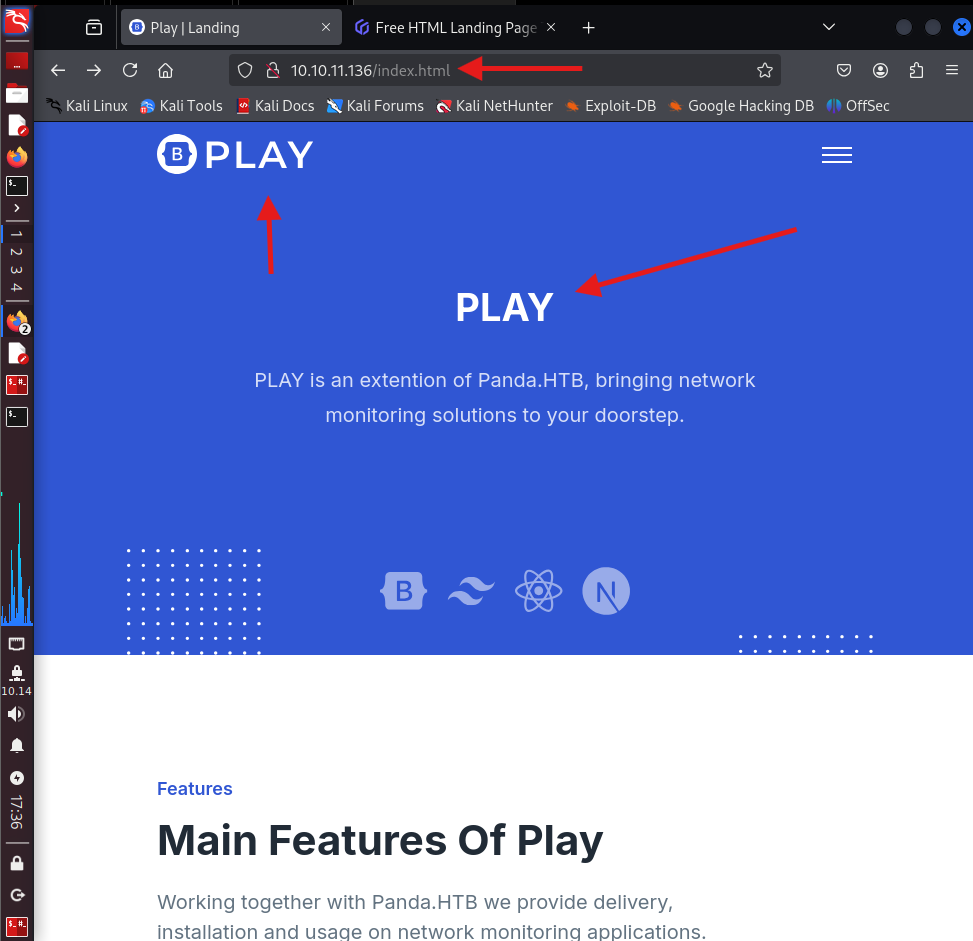 Play | Landing
Free HTML Landing Page
10.10.11.136/index.html
Kali Linux Kali Tools Kali Docs Kali Forums Kali NetHunter Exploit-DB Google Hacking DB OffSec
B PLAY
PLAY
PLAY is an extention of Panda.HTB, bringing network
monitoring solutions to your doorstep.
B N
Features
Main Features Of Play
Working together with Panda.HTB we provide delivery,
installation and usage on network monitoring applications.
1
2
3
4
2
10.14
17:36